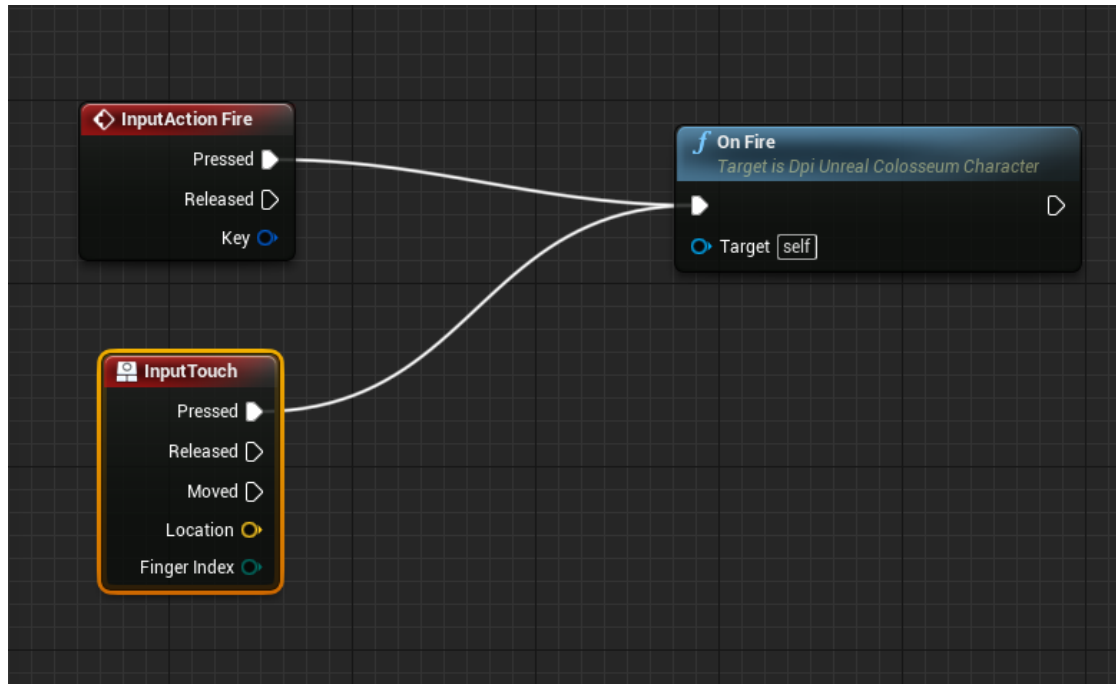 InputAction Fire
Pressed
Released
Key
f On Fire
Target is Dpi Unreal Colosseum Character
Target self
InputTouch
Pressed
Released
Moved
Location
Finger Index